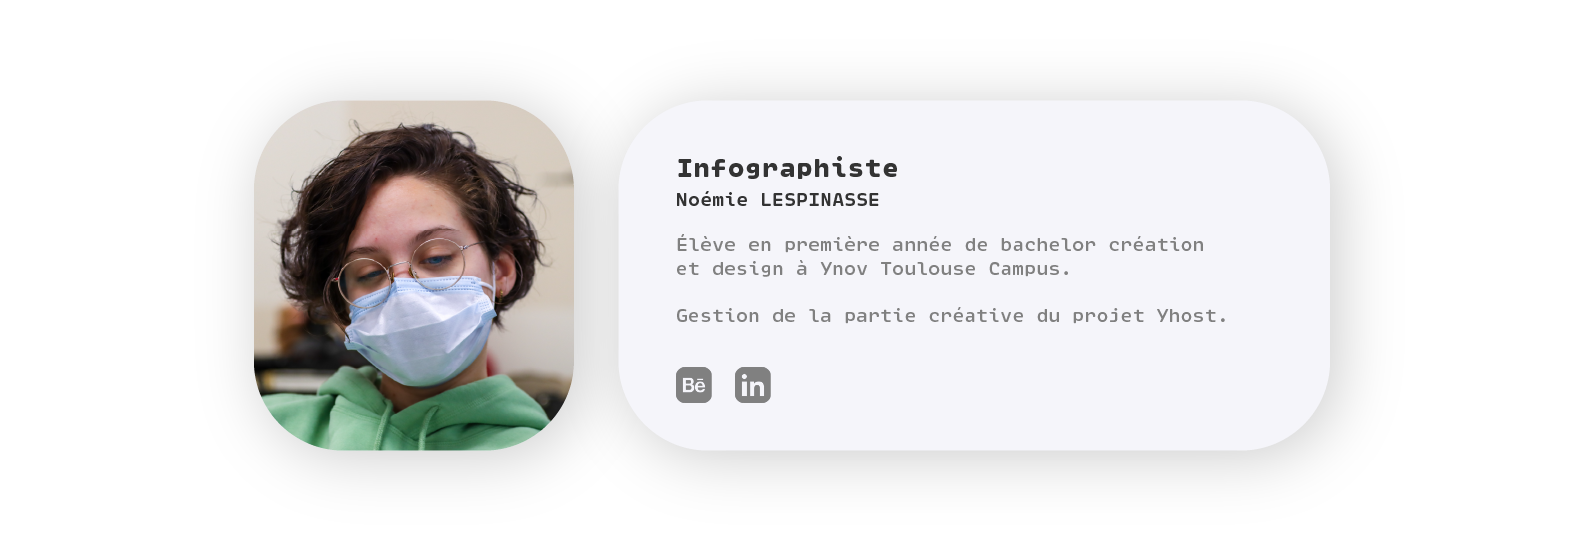 Infographiste
Noémie LESPINASSE
Élève en première année de bachelor création
et design à Ynov Toulouse Campus.
Gestion de la partie créative du projet Yhost.
Bē in